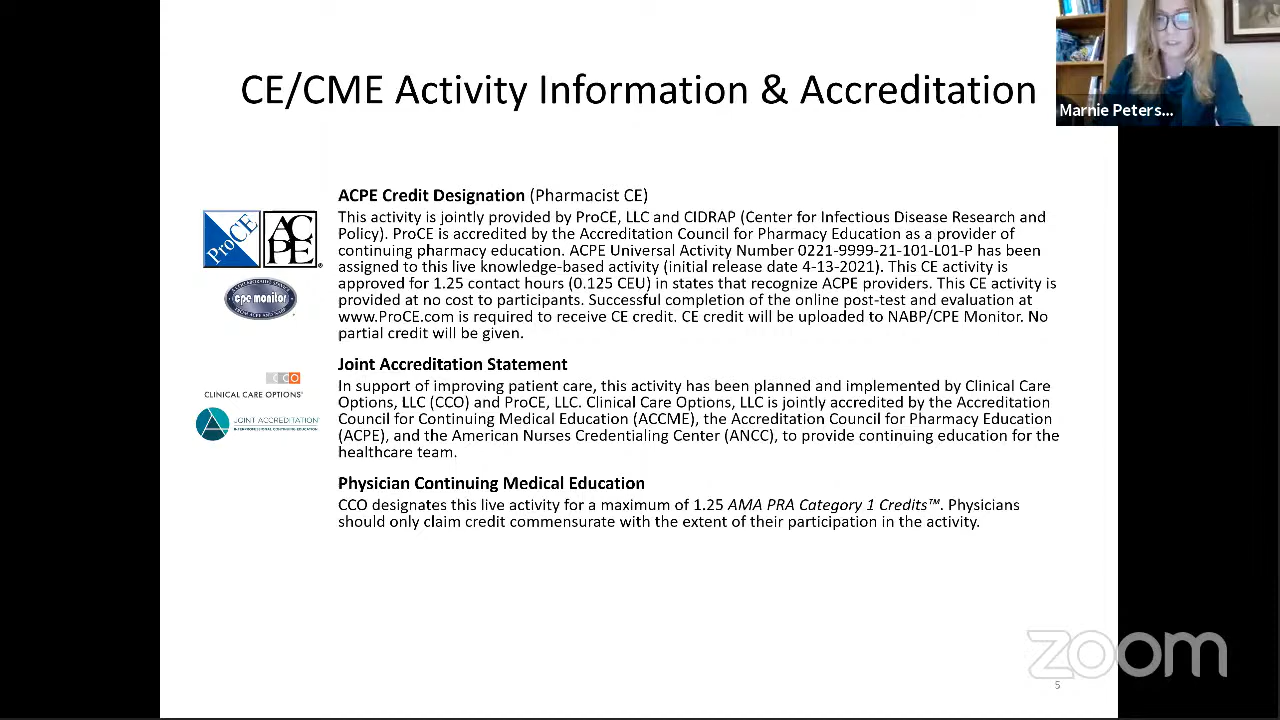 CE/CME Activity Information & Accreditation
Marnie Peters...
ACPE Credit Designation (Pharmacist CE)
This activity is jointly provided by ProCE, LLC and CIDRAP (Center for Infectious Disease Research and
Policy). ProCE is accredited by the Accreditation Council for Pharmacy Education as a provider of
continuing pharmacy education. ACPE Universal Activity Number 0221-9999-21-101-L01-P has been
assigned to this live knowledge-based activity (initial release date 4-13-2021). This CE activity is
approved for 1.25 contact hours (0.125 CEU) in states that recognize ACPE providers. This CE activity is
provided at no cost to participants. Successful completion of the online post-test and evaluation at
www.ProCE.com is required to receive CE credit. CE credit will be uploaded to NABP/CPE Monitor. No
partial credit will be given.
ProCE
ACPE®
cpe monitor
Joint Accreditation Statement
In support of improving patient care, this activity has been planned and implemented by Clinical Care
Options, LLC (CCO) and ProCE, LLC. Clinical Care Options, LLC is jointly accredited by the Accreditation
Council for Continuing Medical Education (ACCME), the Accreditation Council for Pharmacy Education
(ACPE), and the American Nurses Credentialing Center (ANCC), to provide continuing education for the
healthcare team.
CCO
CLINICAL CARE OPTIONS®
JOINT ACCREDITATION™
INTERPROFESSIONAL CONTINUING EDUCATION
Physician Continuing Medical Education
CCO designates this live activity for a maximum of 1.25 AMA PRA Category 1 Credits™. Physicians
should only claim credit commensurate with the extent of their participation in the activity.
zoom
5